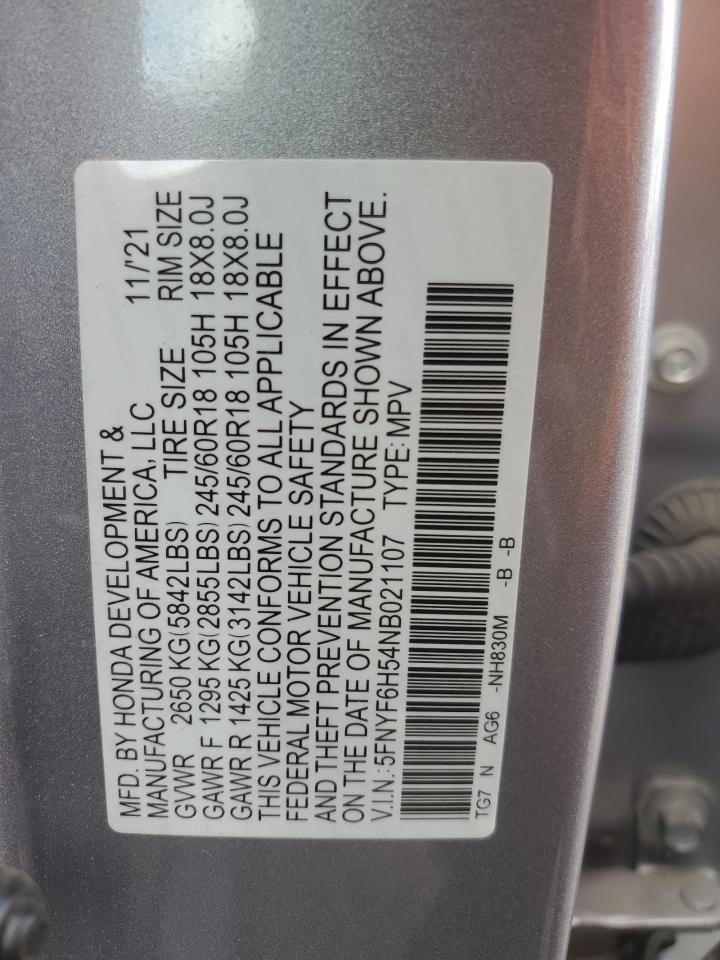 MFD. BY HONDA DEVELOPMENT & 11/'21
MANUFACTURING OF AMERICA, LLC
GVWR 2650 KG(5842LBS) TIRE SIZE RIM SIZE
GAWR F 1295 KG(2855LBS) 245/60R18 105H 18X8.0J
GAWR R 1425 KG(3142LBS) 245/60R18 105H 18X8.0J
THIS VEHICLE CONFORMS TO ALL APPLICABLE
FEDERAL MOTOR VEHICLE SAFETY
AND THEFT PREVENTION STANDARDS IN EFFECT
ON THE DATE OF MANUFACTURE SHOWN ABOVE.
V.I.N.: 5FNYF6H54NB021107 TYPE: MPV
TG7 N AG6 -NH830M -B -B